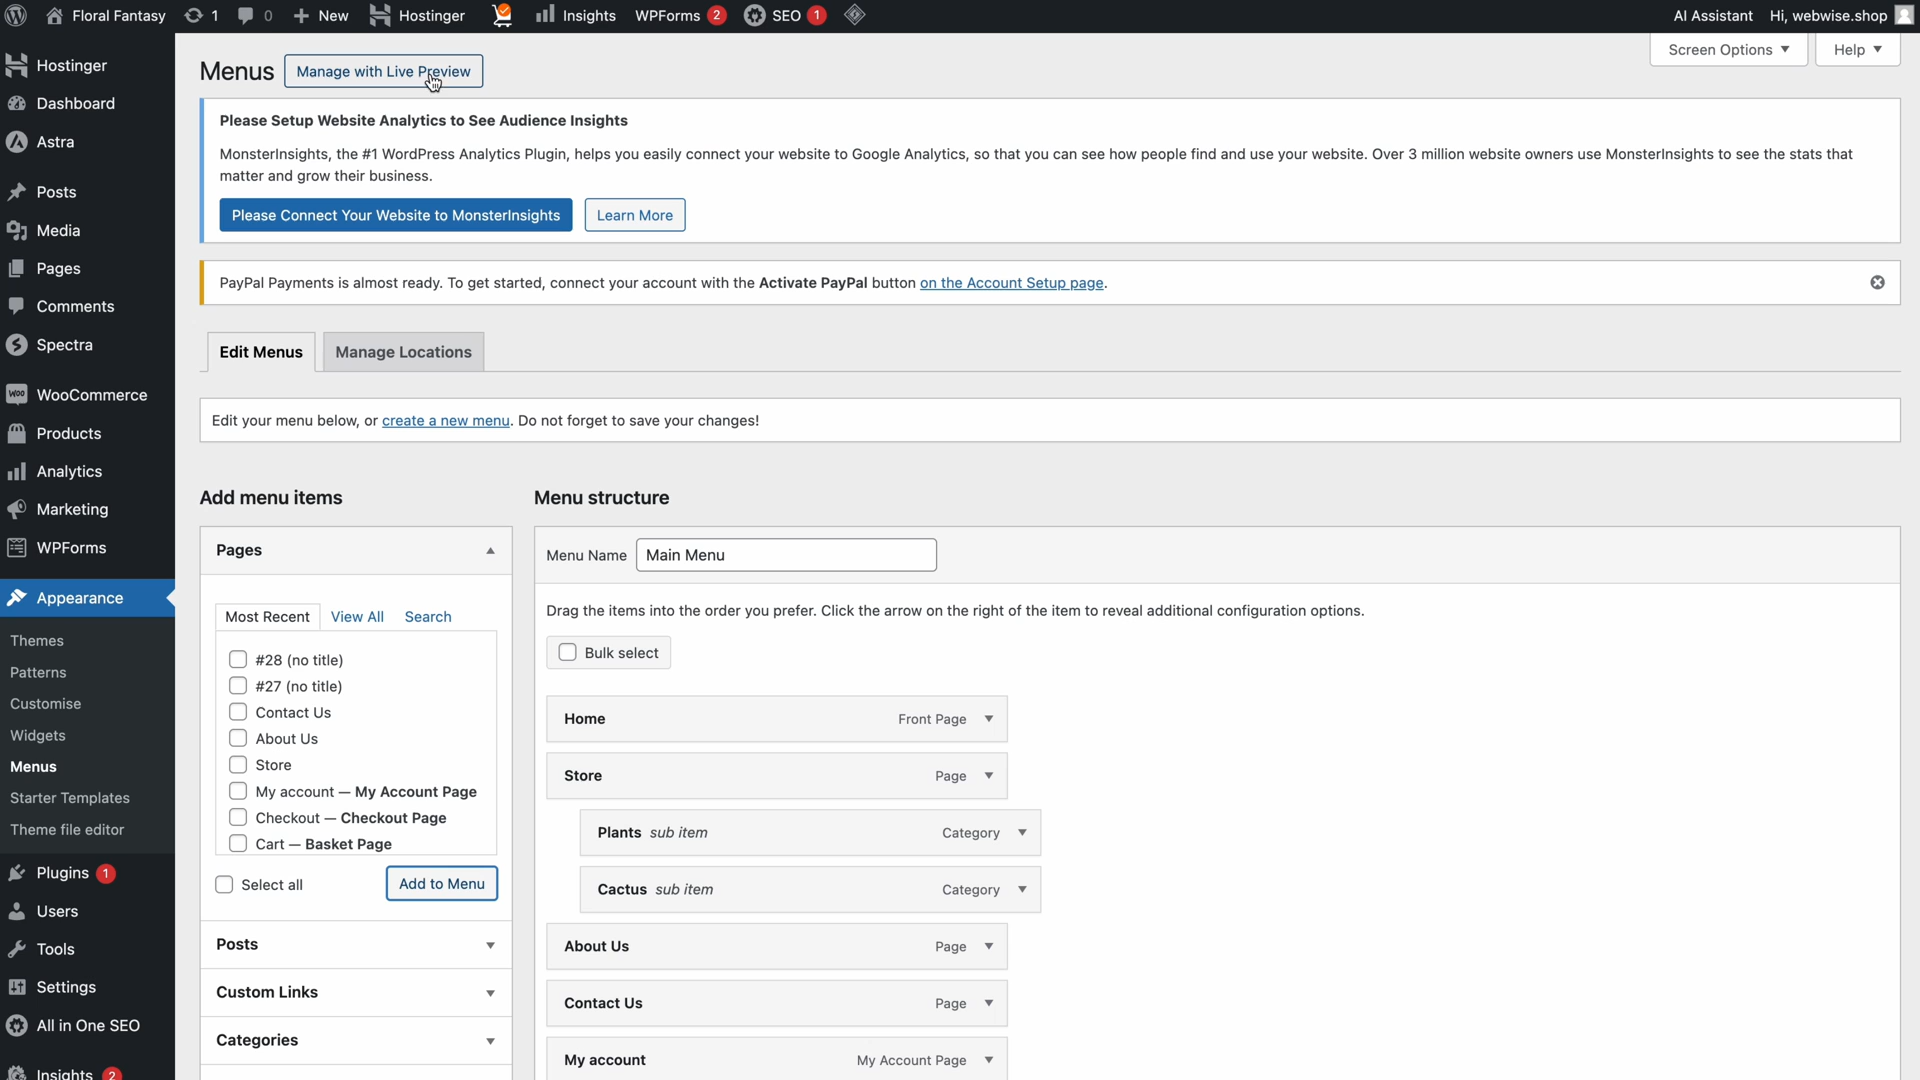 Floral Fantasy 1 0 New Hostinger Insights WPForms 2 SEO 1 AI Assistant Hi, webwise.shop
Screen Options Help
Hostinger
Dashboard
Astra
Posts
Media
Pages
Comments
Spectra
WooCommerce
Products
Analytics
Marketing
WPForms
Appearance
Themes
Patterns
Customise
Widgets
Menus
Starter Templates
Theme file editor
Plugins 1
Users
Tools
Settings
All in One SEO
Insights 2
Menus Manage with Live Preview
Please Setup Website Analytics to See Audience Insights
MonsterInsights, the #1 WordPress Analytics Plugin, helps you easily connect your website to Google Analytics, so that you can see how people find and use your website. Over 3 million website owners use MonsterInsights to see the stats that
matter and grow their business.
Please Connect Your Website to MonsterInsights Learn More
PayPal Payments is almost ready. To get started, connect your account with the Activate PayPal button on the Account Setup page.
Edit Menus Manage Locations
Edit your menu below, or create a new menu. Do not forget to save your changes!
Add menu items
Pages
Most Recent View All Search
#28 (no title)
#27 (no title)
Contact Us
About Us
Store
My account — My Account Page
Checkout — Checkout Page
Cart — Basket Page
Select all Add to Menu
Posts
Custom Links
Categories
Menu structure
Menu Name Main Menu
Drag the items into the order you prefer. Click the arrow on the right of the item to reveal additional configuration options.
Bulk select
Home Front Page
Store Page
Plants sub item Category
Cactus sub item Category
About Us Page
Contact Us Page
My account My Account Page